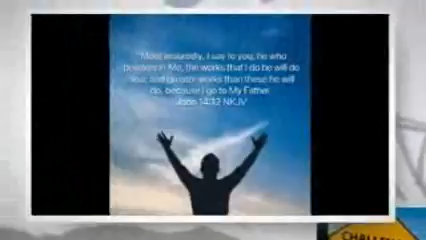 "Most assuredly, I say to you, he who
believes in Me, the works that I do he will do
also; and greater works than these he will
do, because I go to My Father.
John 14:12 NKJV
CHALLE